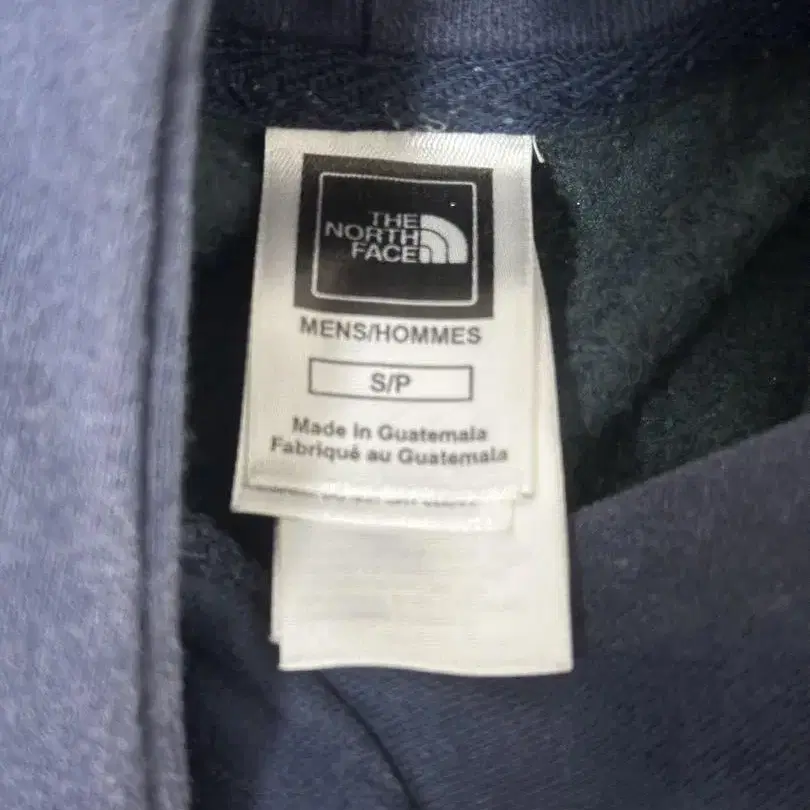 THE
NORTH
FACE
MENS/HOMMES
S/P
Made in Guatemala
Fabriqué au Guatemala